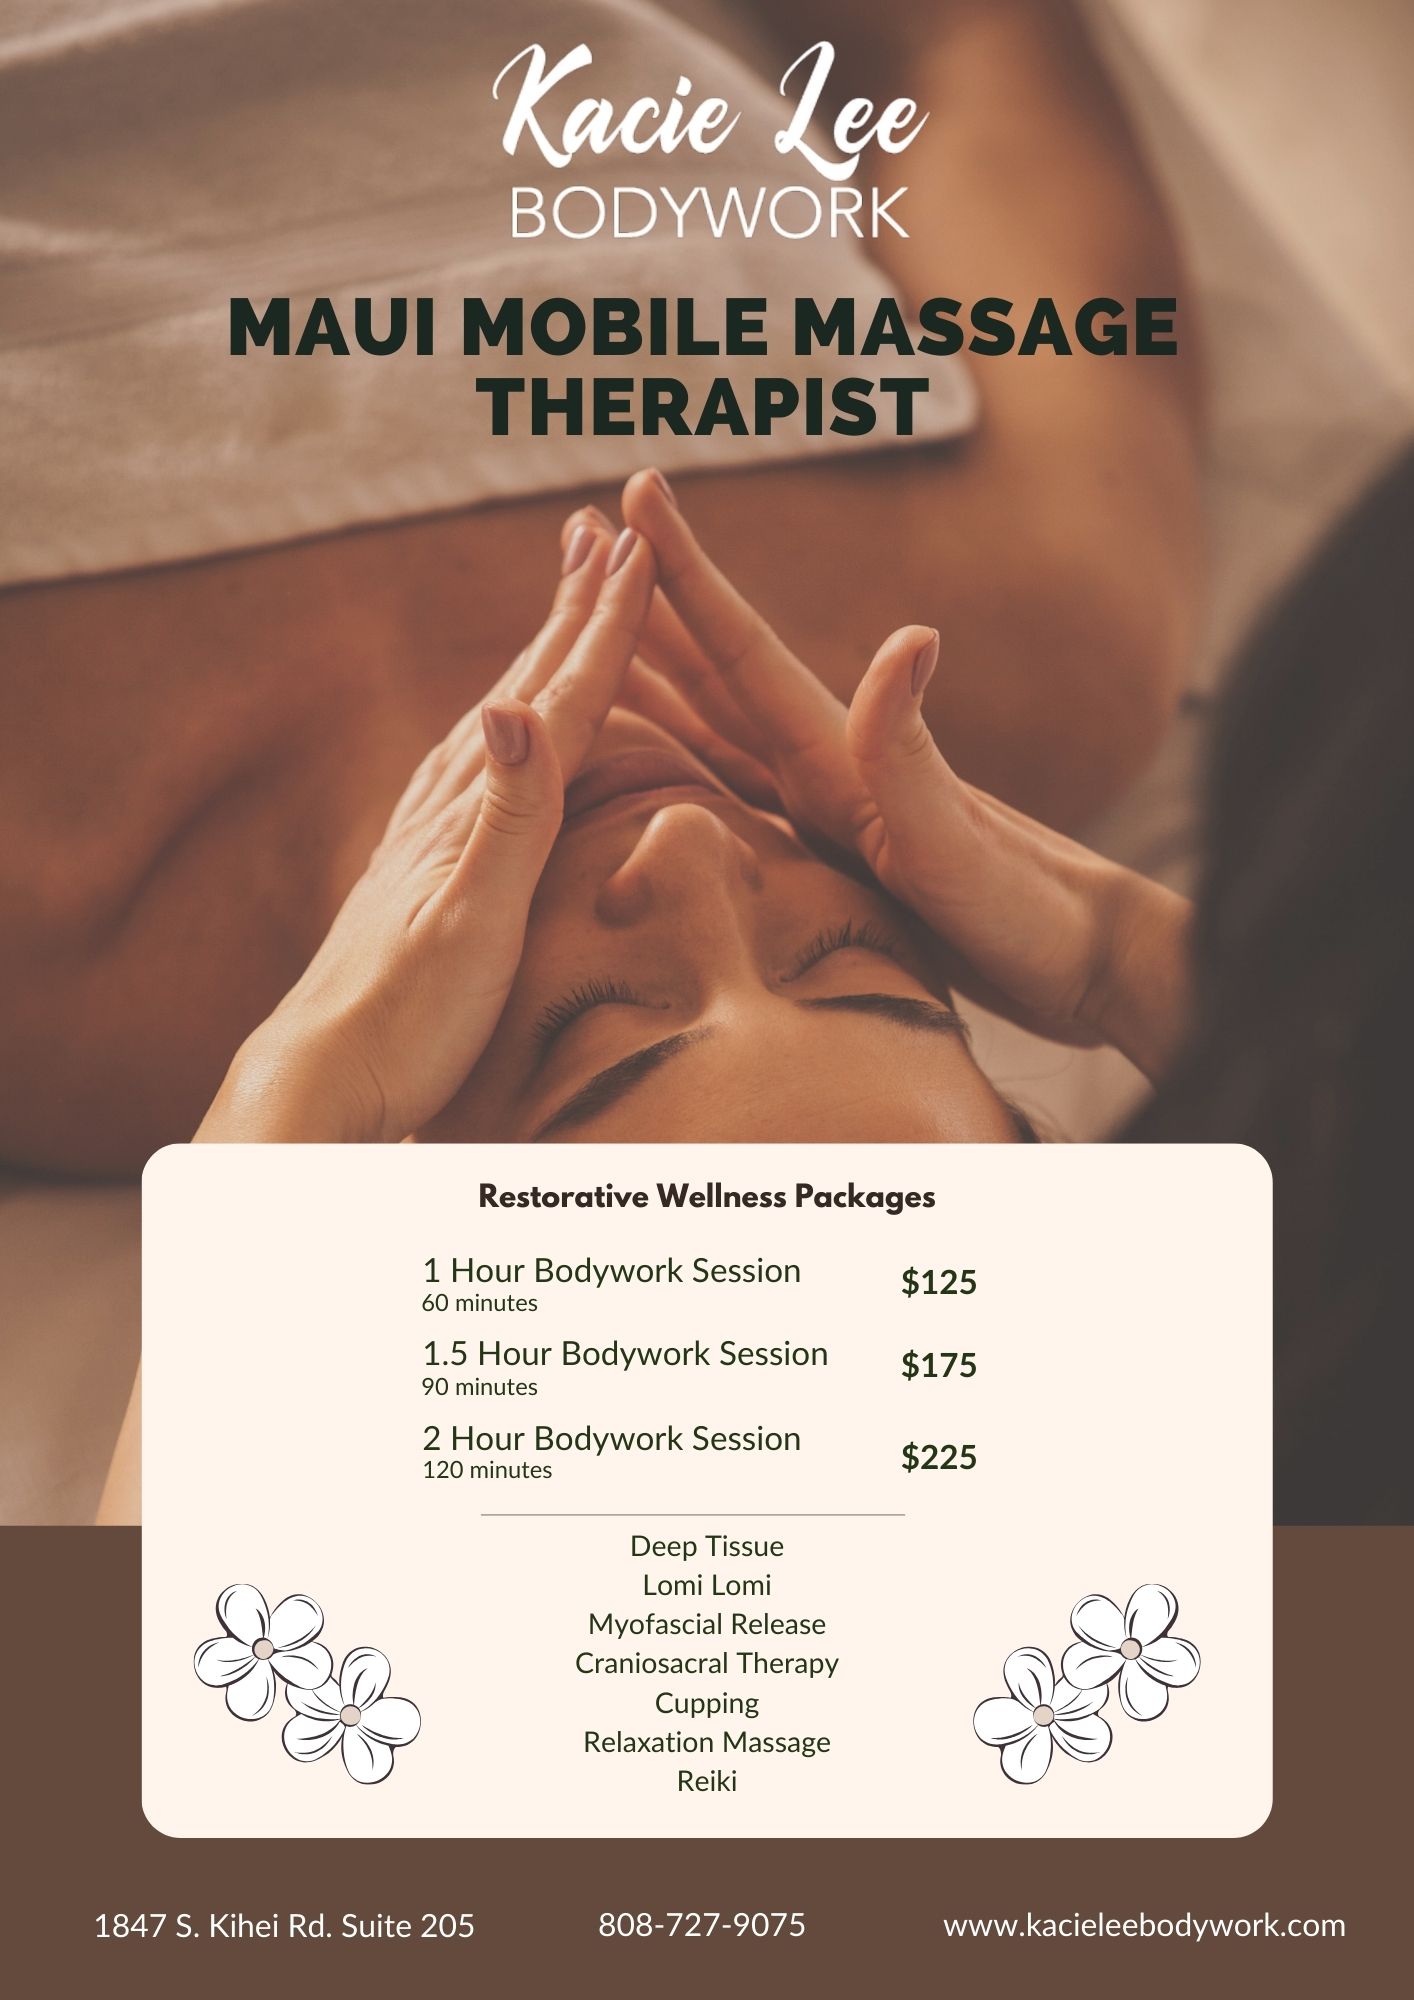 Kacie Lee
BODYWORK
MAUI MOBILE MASSAGE
THERAPIST
Restorative Wellness Packages
1 Hour Bodywork Session
60 minutes
$125
1.5 Hour Bodywork Session
90 minutes
$175
2 Hour Bodywork Session
120 minutes
$225
Deep Tissue
Lomi Lomi
Myofascial Release
Craniosacral Therapy
Cupping
Relaxation Massage
Reiki
1847 S. Kihei Rd. Suite 205
808-727-9075
www.kacieleebodywork.com